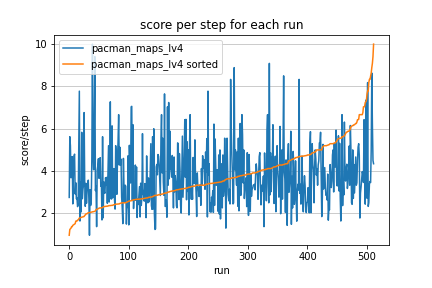 score per step for each run
10
8
6
4
2
score/step
pacman_maps_lv4
pacman_maps_lv4 sorted
0 100 200 300 400 500
run